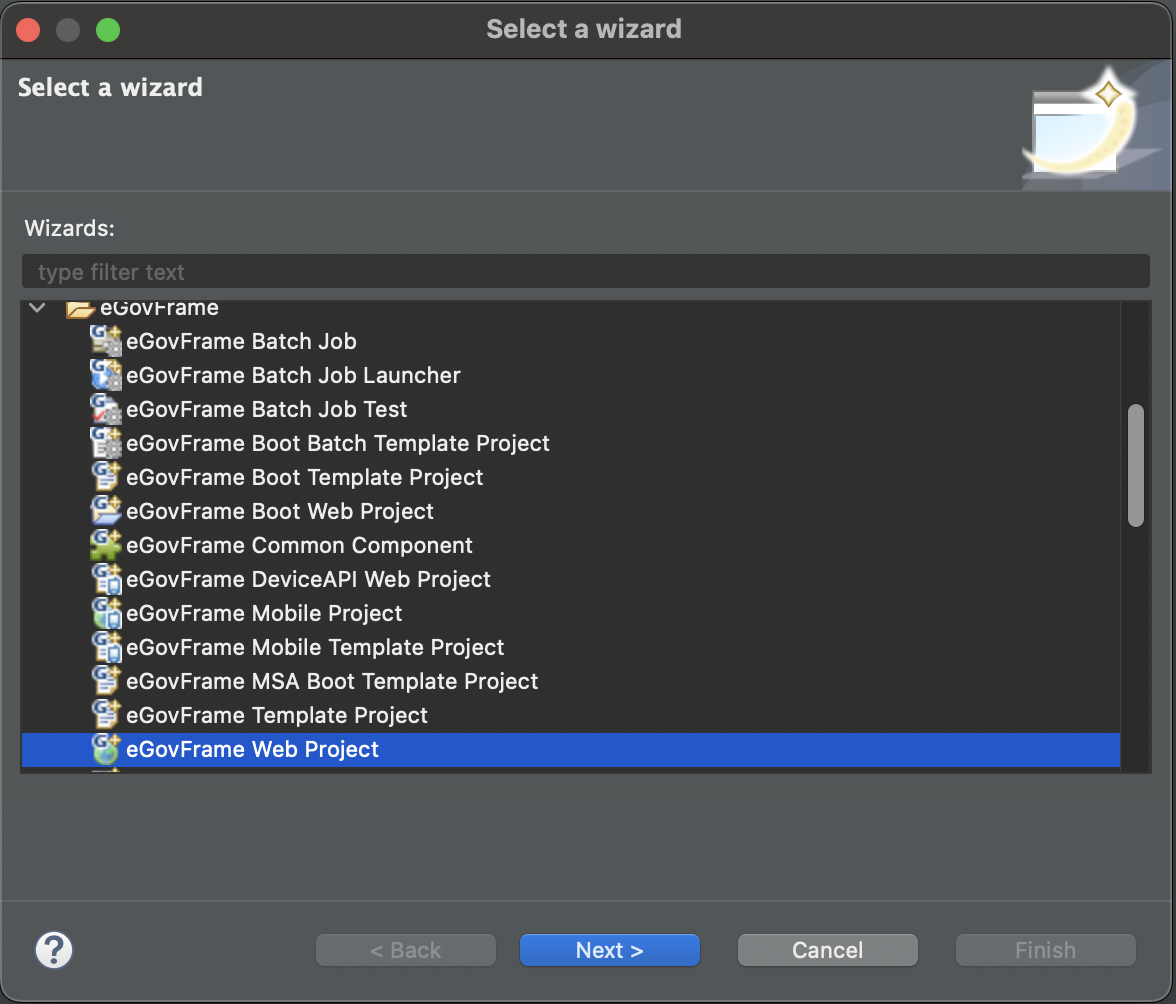 Select a wizard
Select a wizard
Wizards:
type filter text
eGovFrame
eGovFrame Batch Job
eGovFrame Batch Job Launcher
eGovFrame Batch Job Test
eGovFrame Boot Batch Template Project
eGovFrame Boot Template Project
eGovFrame Boot Web Project
eGovFrame Common Component
eGovFrame DeviceAPI Web Project
eGovFrame Mobile Project
eGovFrame Mobile Template Project
eGovFrame MSA Boot Template Project
eGovFrame Template Project
eGovFrame Web Project
? < Back Next > Cancel Finish